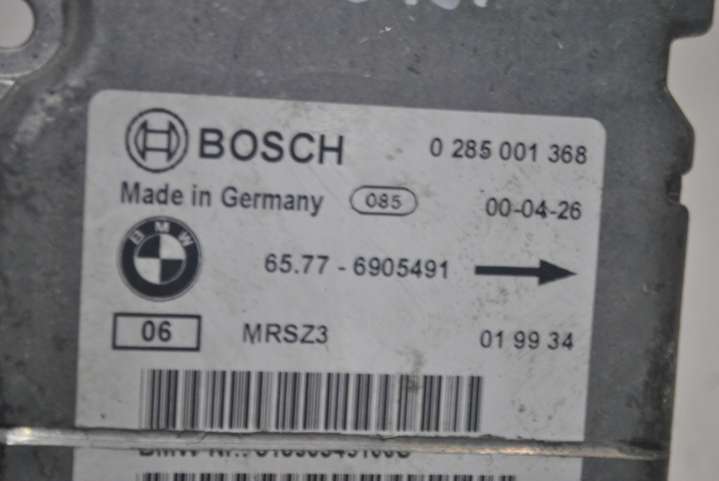 BOSCH 0 285 001 368
Made in Germany 085 00-04-26
BMW
65.77 - 6905491
06 MRSZ3 01 99 34